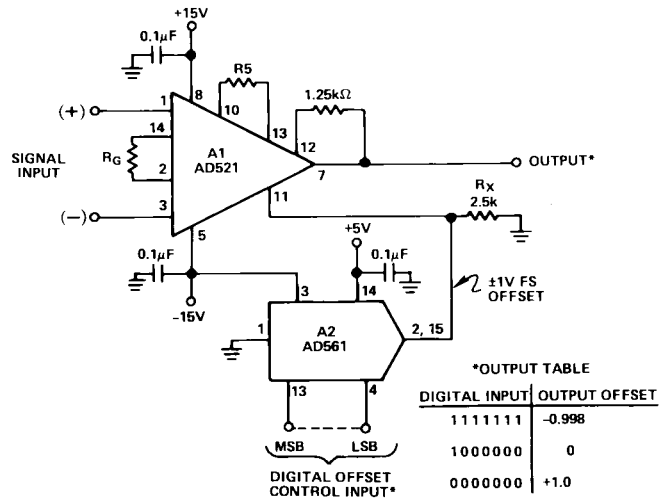 +15V
0.1μF
8
R5
1.25kΩ
(+)
1
10
14
13
12
SIGNAL
INPUT
RG
A1
AD521
7
OUTPUT*
2
11
RX
2.5k
(−)
3
5
+5V
0.1μF
0.1μF
±1V FS
OFFSET
3
14
-15V
1
A2
AD561
2, 15
13
4
MSB
LSB
DIGITAL OFFSET
CONTROL INPUT*
*OUTPUT TABLE
DIGITAL INPUT OUTPUT OFFSET
1111111 -0.998
1000000 0
0000000 +1.0